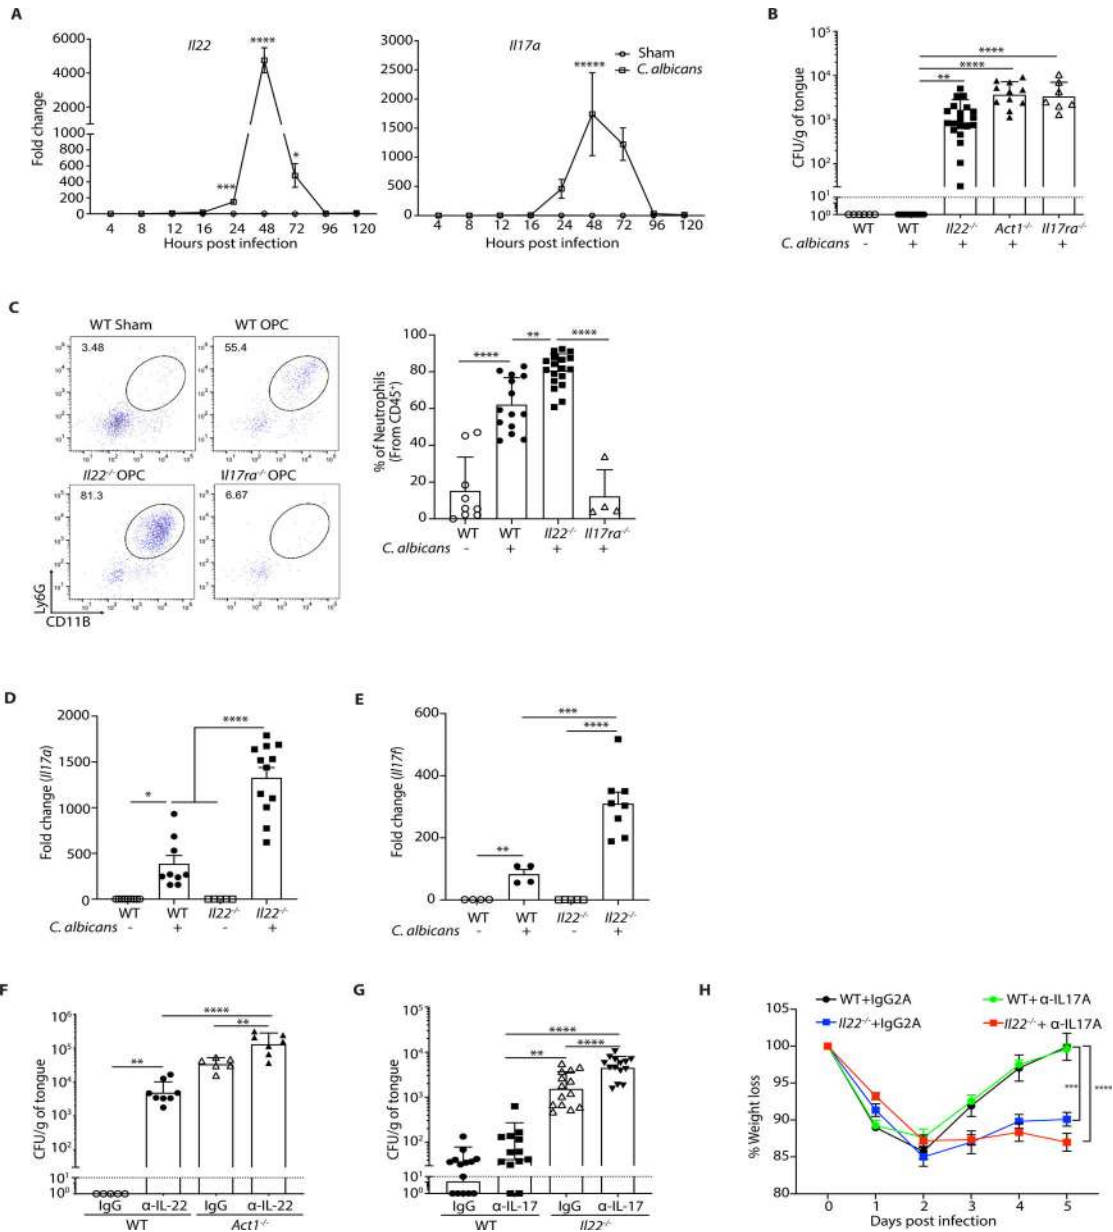 A
Il22
Il17a
Sham
C. albicans
Fold change
6000
4000
2000
1000
800
600
400
200
0
****
***
*
4 8 12 16 24 48 72 96 120
Hours post infection
3000
2500
2000
1500
1000
500
0
*****
4 8 12 16 24 48 72 96 120
Hours post infection
B
CFU/g of tongue
10⁵
10⁴
10³
10²
10¹
10⁰
****
****
**
WT WT Il22-/- Act1-/- Il17ra-/-
C. albicans - + + + +
C
WT Sham
WT OPC
3.48
55.4
Il22-/- OPC
Il17ra-/- OPC
81.3
6.67
Ly6G
CD11B
% of Neutrophils
(From CD45⁺)
100
80
60
40
20
0
**** ** ****
WT WT Il22-/- Il17ra-/-
C. albicans - + + +
D
Fold change (Il17a)
2000
1500
1000
500
0
*
****
WT WT Il22-/- Il22-/-
C. albicans - + - +
E
Fold change (Il17f)
600
400
200
0
***
****
**
WT WT Il22-/- Il22-/-
C. albicans - + - +
F
CFU/g of tongue
10⁶
10⁵
10⁴
10³
10²
10¹
10⁰
****
**
**
IgG α-IL-22 IgG α-IL-22
WT Act1-/-
G
CFU/g of tongue
10⁵
10⁴
10³
10²
10¹
10⁰
****
** ****
IgG α-IL-17 IgG α-IL-17
WT Il22-/-
H
WT+IgG2A
WT+ α-IL17A
Il22-/-+IgG2A
Il22-/-+ α-IL17A
% Weight loss
100
95
90
85
80
***
****
0 1 2 3 4 5
Days post infection